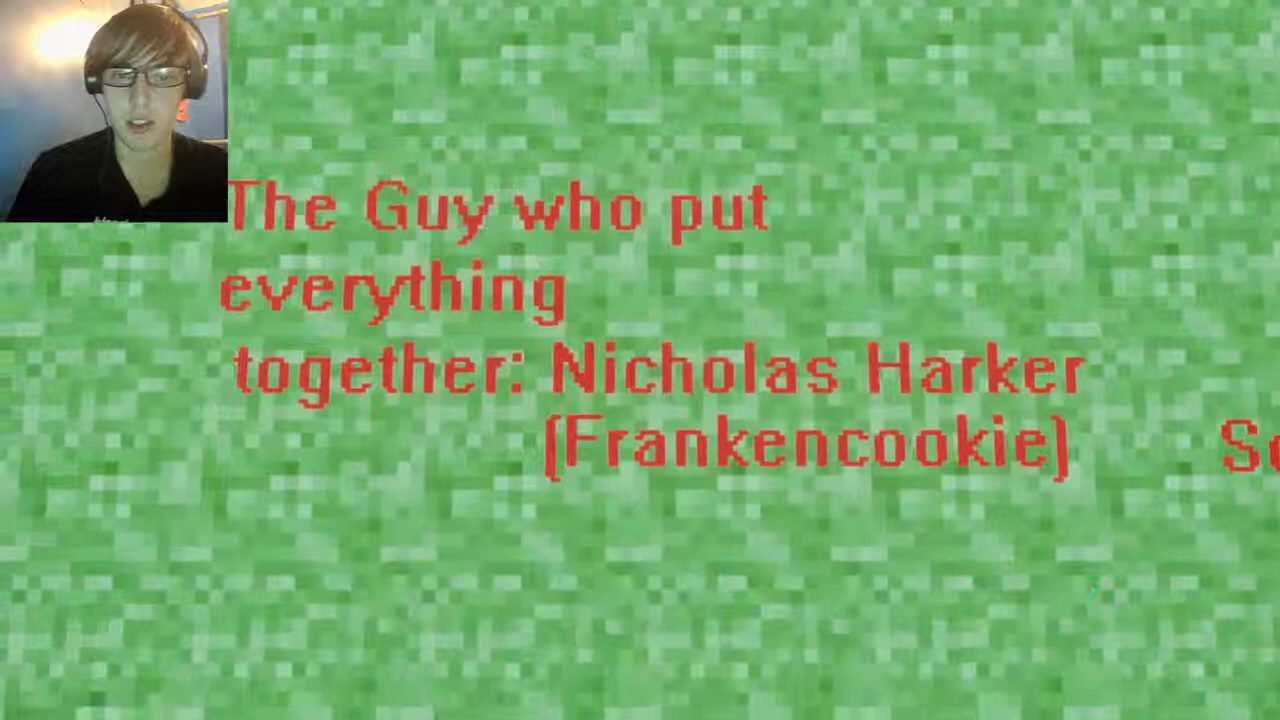 The Guy who put
everything
together: Nicholas Harker
(Frankencookie)